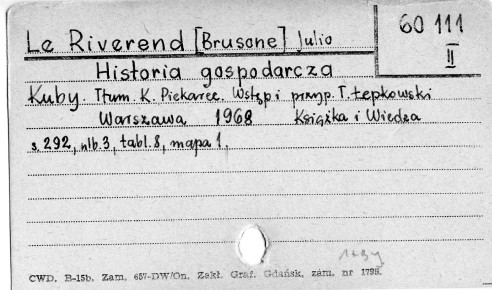 60 111
II
Le Riverend [Brusone] Julio
Historia gospodarcza
Kuby. Tłum. K. Piekarec. Wstęp i przyp. T. Łepkowski
Warszawa 1968 Książka i Wiedza
s. 292, nlb. 3, tabl. 8, mapa 1.
CWD. B-15b. Zam. 657-DW/On. Zakł. Graf. Gdańsk, zam. nr 1798.